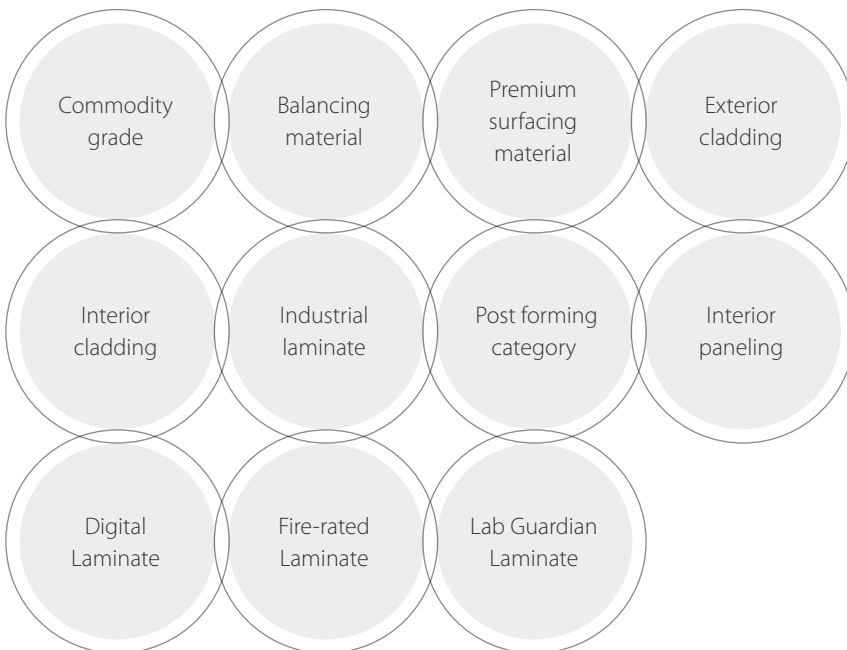 Commodity
grade
Balancing
material
Premium
surfacing
material
Exterior
cladding
Interior
cladding
Industrial
laminate
Post forming
category
Interior
paneling
Digital
Laminate
Fire-rated
Laminate
Lab Guardian
Laminate